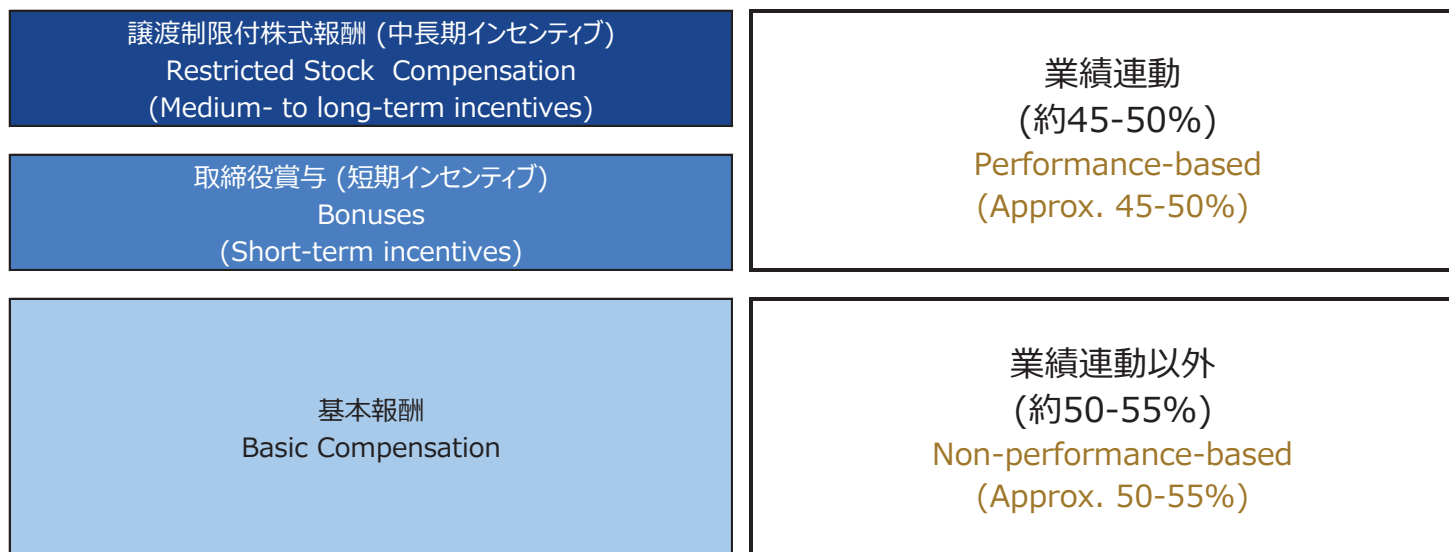 譲渡制限付株式報酬 (中長期インセンティブ)
Restricted Stock Compensation
(Medium- to long-term incentives)
取締役賞与 (短期インセンティブ)
Bonuses
(Short-term incentives)
業績連動
(約45-50%)
Performance-based
(Approx. 45-50%)
基本報酬
Basic Compensation
業績連動以外
(約50-55%)
Non-performance-based
(Approx. 50-55%)